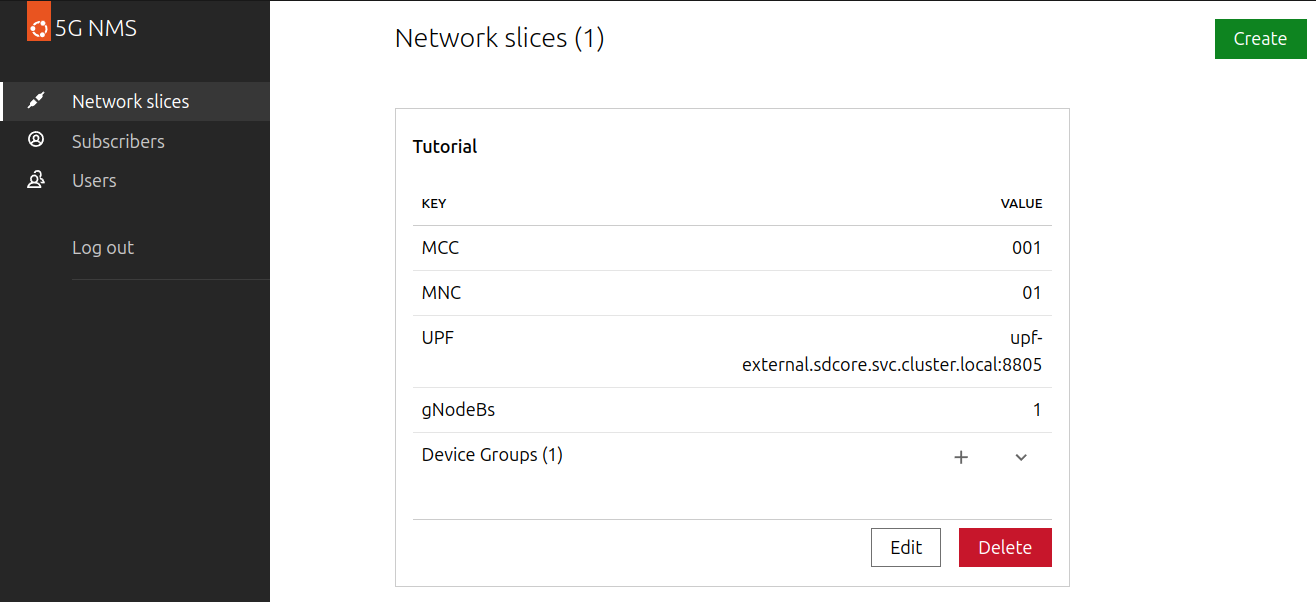 5G NMS
Network slices
Subscribers
Users
Log out
Network slices (1)
Create
Tutorial
KEY VALUE
MCC 001
MNC 01
UPF upf-
external.sdcore.svc.cluster.local:8805
gNodeBs 1
Device Groups (1)
Edit Delete